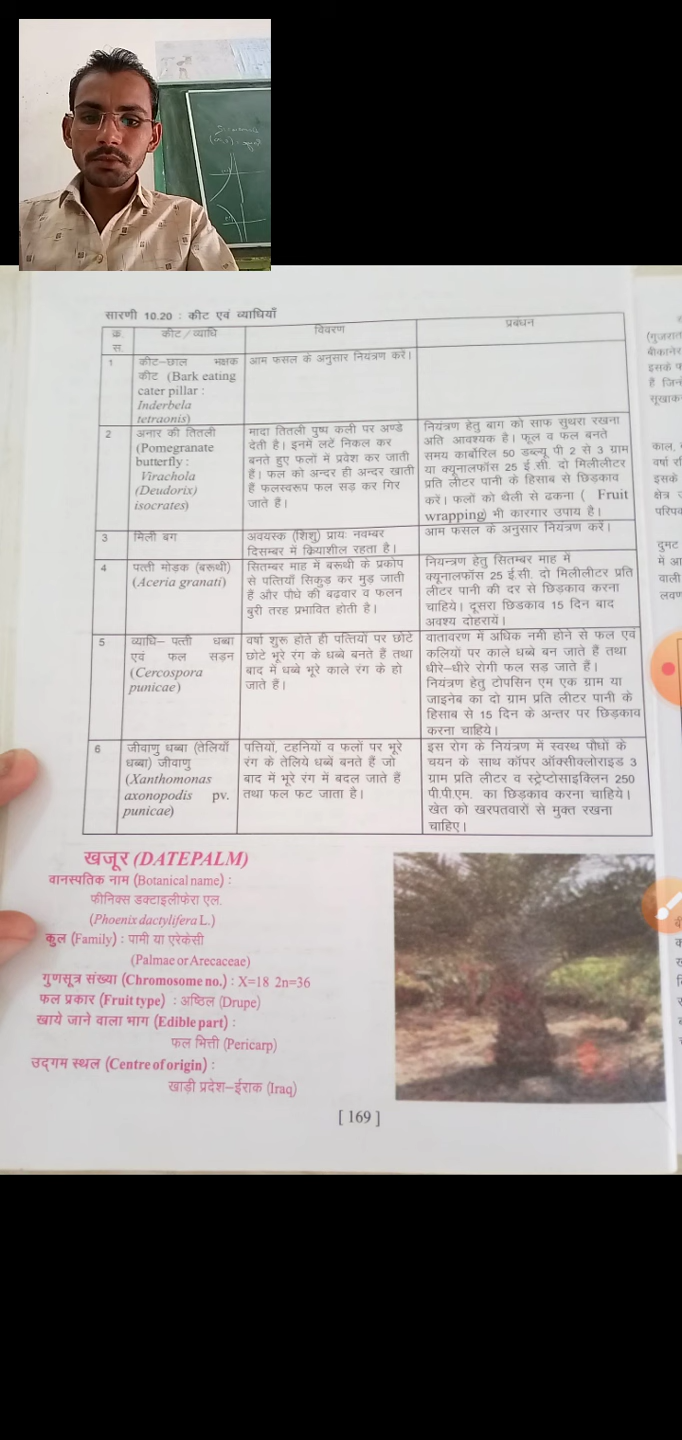 सारणी 10.20 : कीट एवं व्याधियाँ
क्र. स.
कीट / व्याधि
विवरण
प्रबंधन
1
कीट–छाल भक्षक
कीट (Bark eating
cater pillar :
Inderbela
tetraonis)
आम फसल के अनुसार नियंत्रण करें।
2
अनार की तितली
(Pomegranate
butterfly :
Virachola
(Deudorix)
isocrates)
मादा तितली पुष्प कली पर अण्डे
देती है। इनमें लटें निकल कर
बनते हुए फलों में प्रवेश कर जाती
है। फल को अन्दर ही अन्दर खाती
हैं फलस्वरूप फल सड़ कर गिर
जाते हैं।
नियंत्रण हेतु बाग को साफ सुथरा रखना
अति आवश्यक है। फूल व फल बनते
समय कार्बोरिल 50 डब्ल्यू पी 2 से 3 ग्राम
या क्यूनालफॉस 25 ई.सी. दो मिलीलीटर
प्रति लीटर पानी के हिसाब से छिड़काव
करें। फलों को थैली से ढकना ( Fruit
wrapping) भी कारगार उपाय है।
3
मिली बग
अवयस्क (शिशु) प्रायः नवम्बर
दिसम्बर में क्रियाशील रहता है।
आम फसल के अनुसार नियंत्रण करें।
4
पत्ती मोड़क (बरूथी)
(Aceria granati)
सितम्बर माह में बरूथी के प्रकोप
से पत्तियाँ सिकुड़ कर मुड़ जाती
हैं और पौधे की बढ़वार व फलन
बुरी तरह प्रभावित होती है।
नियन्त्रण हेतु सितम्बर माह में
क्यूनालफॉस 25 ई.सी. दो मिलीलीटर प्रति
लीटर पानी की दर से छिड़काव करना
चाहिये। दूसरा छिडकाव 15 दिन बाद
अवश्य दोहरायें।
5
व्याधि– पत्ती धब्बा
एवं फल सड़न
(Cercospora
punicae)
वर्षा शुरू होते ही पत्तियों पर छोटे
छोटे भूरे रंग के धब्बे बनते हैं तथा
बाद में धब्बे भूरे काले रंग के हो
जाते हैं।
वातावरण में अधिक नमी होने से फल एवं
कलियों पर काले धब्बे बन जाते हैं तथा
धीरे–धीरे रोगी फल सड़ जाते हैं।
नियंत्रण हेतु टोपसिन एम एक ग्राम या
जाइनेब का दो ग्राम प्रति लीटर पानी के
हिसाब से 15 दिन के अन्तर पर छिड़काव
करना चाहिये।
6
जीवाणु धब्बा (तेलियाँ
धब्बा) जीवाणु
(Xanthomonas
axonopodis pv.
punicae)
पत्तियों, टहनियों व फलों पर भूरे
रंग के तेलिये धब्बें बनते हैं जो
बाद में भूरे रंग में बदल जाते हैं
तथा फल फट जाता है।
इस रोग के नियंत्रण में स्वस्थ पौधों के
चयन के साथ कॉपर ऑक्सीक्लोराइड 3
ग्राम प्रति लीटर व स्ट्रेप्टोसाइक्लिन 250
पी.पी.एम. का छिड़काव करना चाहिये।
खेत को खरपतवारों से मुक्त रखना
चाहिए।
खजूर (DATEPALM)
वानस्पतिक नाम (Botanical name) :
फीनिक्स डक्टाइलीफेरा एल.
(Phoenix dactylifera L.)
कुल (Family) : पामी या एरेकेसी
(Palmae or Arecaceae)
गुणसूत्र संख्या (Chromosome no.) : X=18 2n=36
फल प्रकार (Fruit type) : अष्ठिल (Drupe)
खाये जाने वाला भाग (Edible part) :
फल भित्ती (Pericarp)
उद्गम स्थल (Centre of origin) :
खाड़ी प्रदेश–ईराक (Iraq)
[ 169 ]
(गुजरात
बीकानेर
इसके
सूखाकर
काल,
इसके
क्षेत्र
दुमट
में आ
वाली
लवण